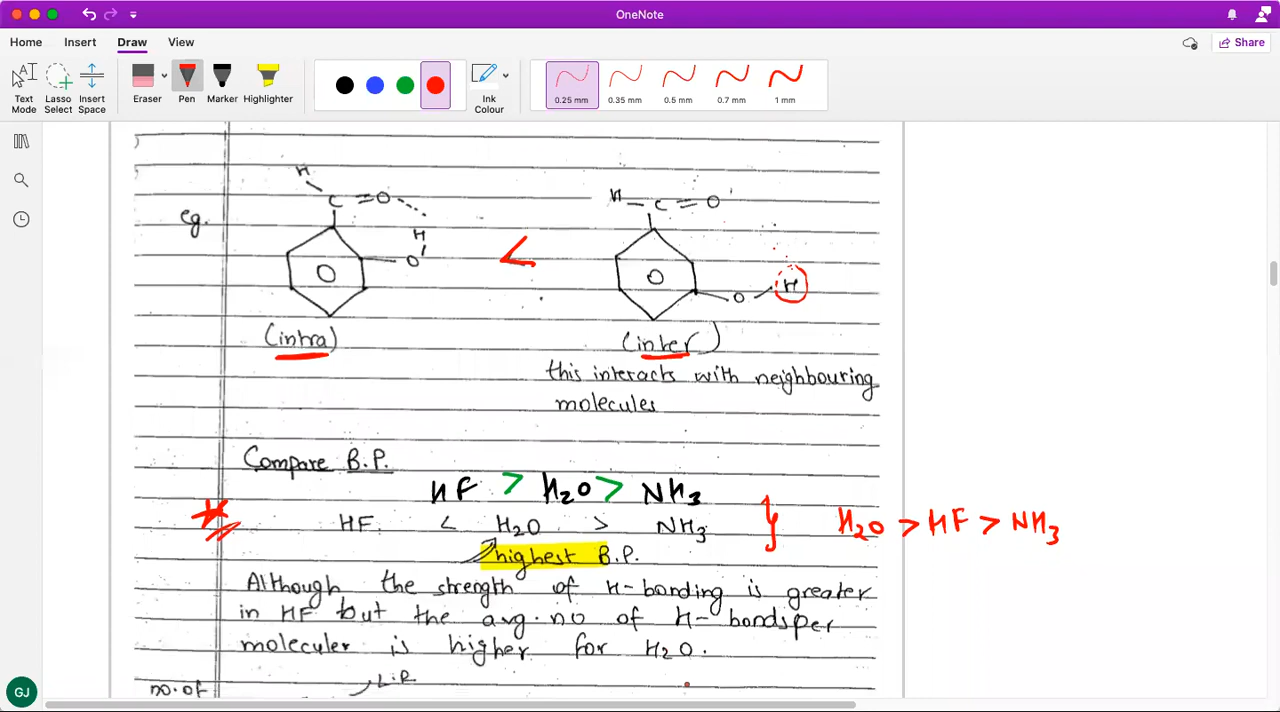 OneNote
Home Insert Draw View
Share
Text Mode
Lasso Select
Insert Space
Eraser
Pen
Marker
Highlighter
Ink Colour
0.25 mm
0.35 mm
0.5 mm
0.7 mm
1 mm
H
C = O
H
O
O
eg.
H - C = O
O
O
H
<
(intra)
(inter)
this interacts with neighbouring
molecules
Compare B.P.
HF > H2O > NH3
HF < H2O > NH3
H2O > HF > NH3
highest B.P.
Although the strength of H-bonding is greater
in HF but the avg. no of H- bondsper
moleculer is higher for H2O.
no. of
L.P.
GJ